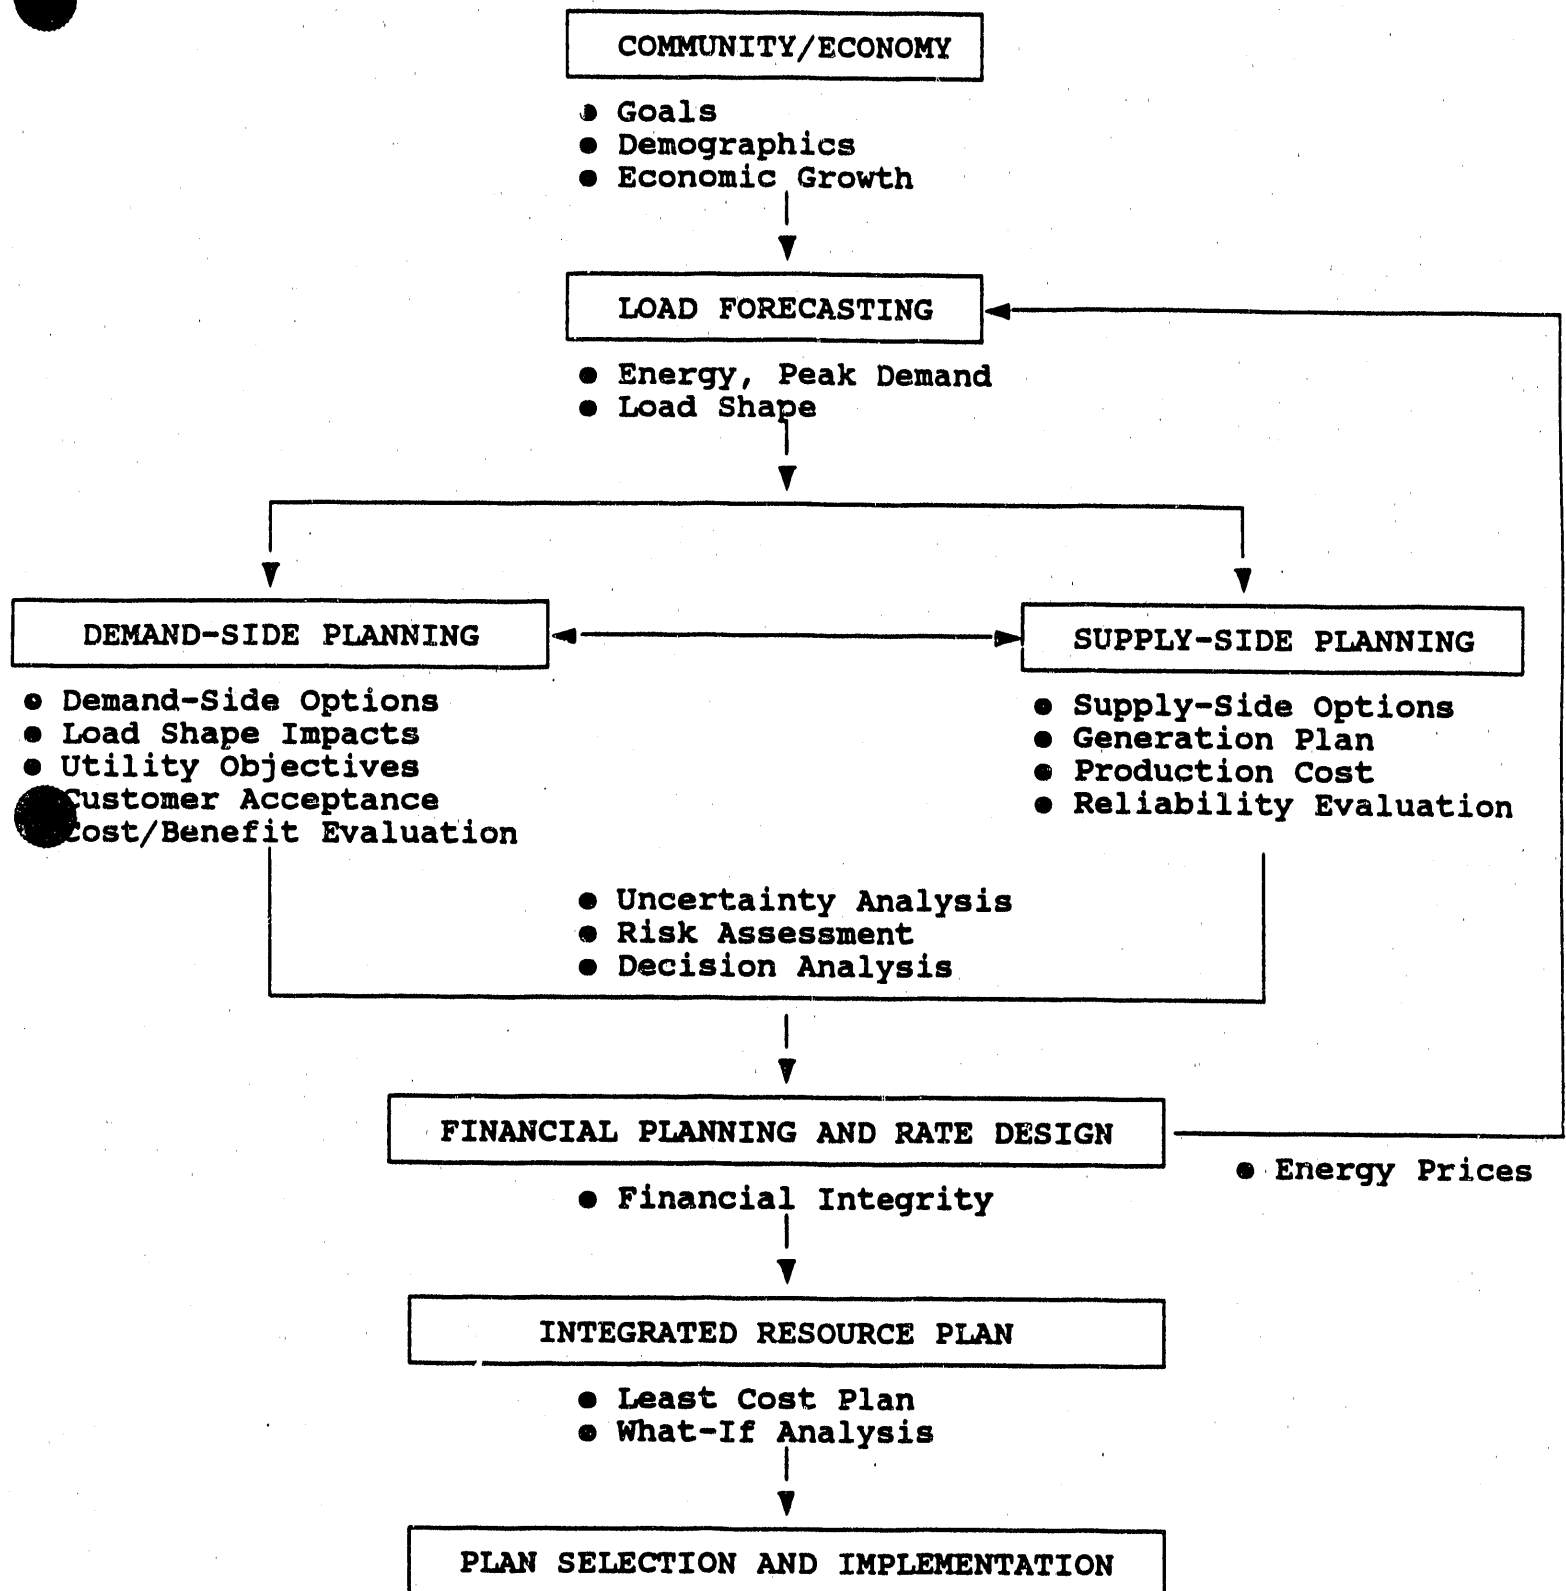 COMMUNITY/ECONOMY
● Goals
● Demographics
● Economic Growth
LOAD FORECASTING
● Energy, Peak Demand
● Load Shape
DEMAND-SIDE PLANNING
● Demand-Side Options
● Load Shape Impacts
● Utility Objectives
Customer Acceptance
Cost/Benefit Evaluation
SUPPLY-SIDE PLANNING
● Supply-Side Options
● Generation Plan
● Production Cost
● Reliability Evaluation
● Uncertainty Analysis
● Risk Assessment
● Decision Analysis
FINANCIAL PLANNING AND RATE DESIGN
● Energy Prices
● Financial Integrity
INTEGRATED RESOURCE PLAN
● Least Cost Plan
● What-If Analysis
PLAN SELECTION AND IMPLEMENTATION